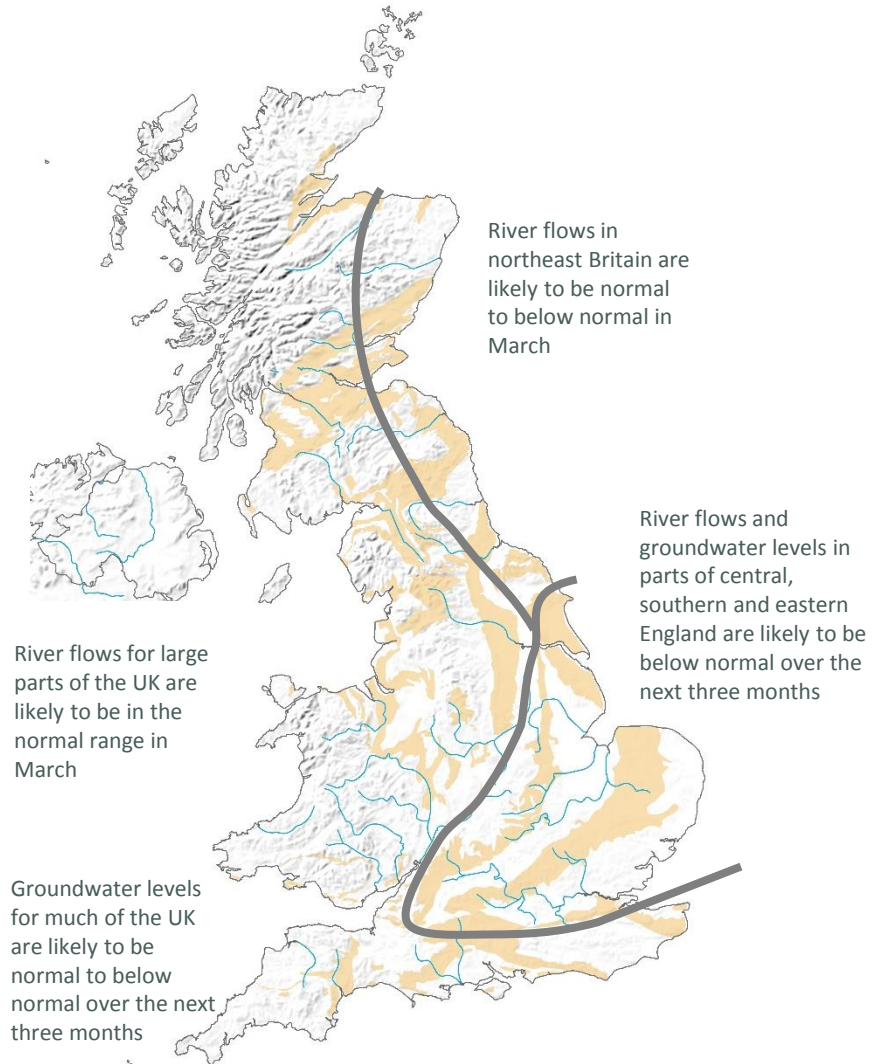 River flows in
northeast Britain are
likely to be normal
to below normal in
March
River flows and
groundwater levels in
parts of central,
southern and eastern
England are likely to be
below normal over the
next three months
River flows for large
parts of the UK are
likely to be in the
normal range in
March
Groundwater levels
for much of the UK
are likely to be
normal to below
normal over the next
three months